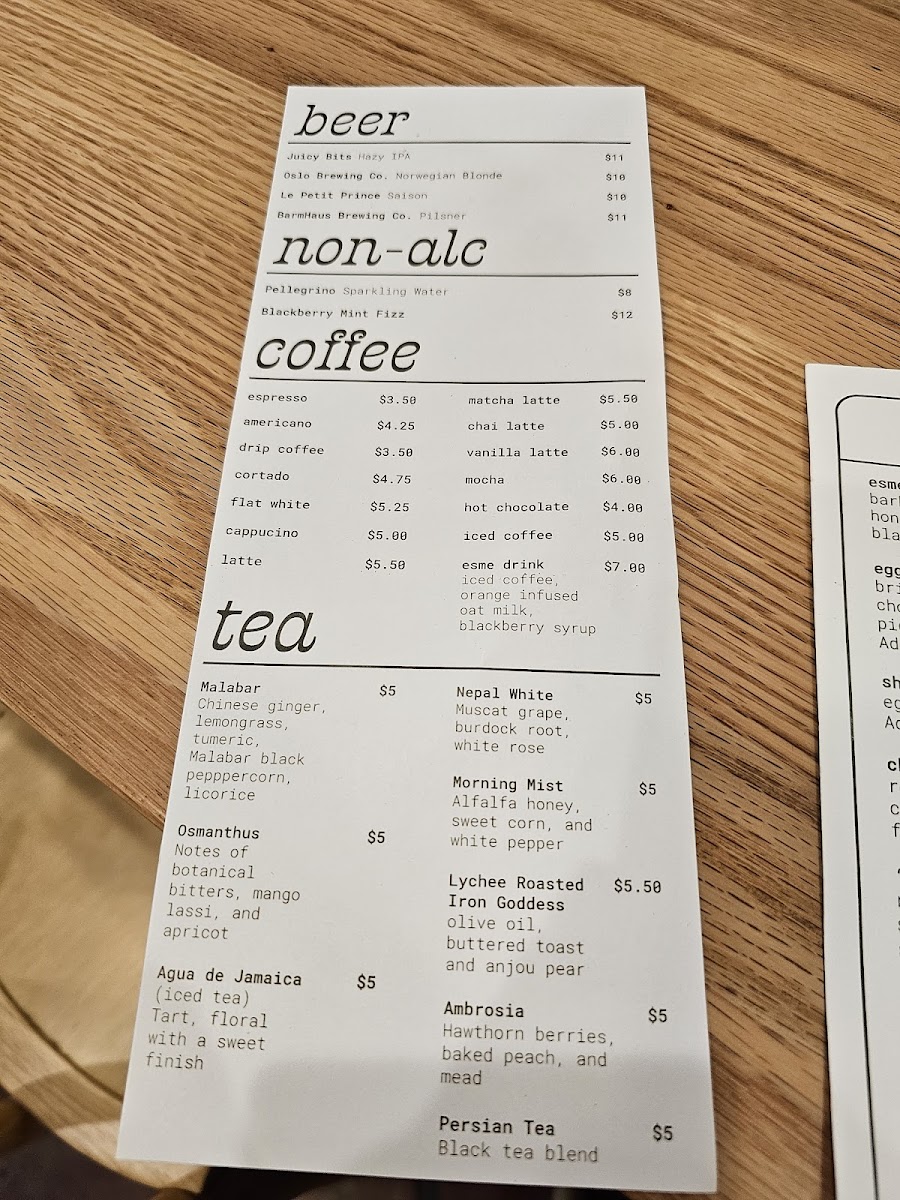 beer
Juicy Bits Hazy IPA $11
Oslo Brewing Co. Norwegian Blonde $10
Le Petit Prince Saison $10
BarmHaus Brewing Co. Pilsner $11
non-alc
Pellegrino Sparkling Water $8
Blackberry Mint Fizz $12
coffee
espresso $3.50
americano $4.25
drip coffee $3.50
cortado $4.75
flat white $5.25
cappucino $5.00
latte $5.50
matcha latte $5.50
chai latte $5.00
vanilla latte $6.00
mocha $6.00
hot chocolate $4.00
iced coffee $5.00
esme drink $7.00
iced coffee,
orange infused
oat milk,
blackberry syrup
tea
Malabar $5
Chinese ginger,
lemongrass,
tumeric,
Malabar black
pepppercorn,
licorice
Osmanthus $5
Notes of
botanical
bitters, mango
lassi, and
apricot
Agua de Jamaica $5
(iced tea)
Tart, floral
with a sweet
finish
Nepal White $5
Muscat grape,
burdock root,
white rose
Morning Mist $5
Alfalfa honey,
sweet corn, and
white pepper
Lychee Roasted $5.50
Iron Goddess
olive oil,
buttered toast
and anjou pear
Ambrosia $5
Hawthorn berries,
baked peach, and
mead
Persian Tea $5
Black tea blend
esme